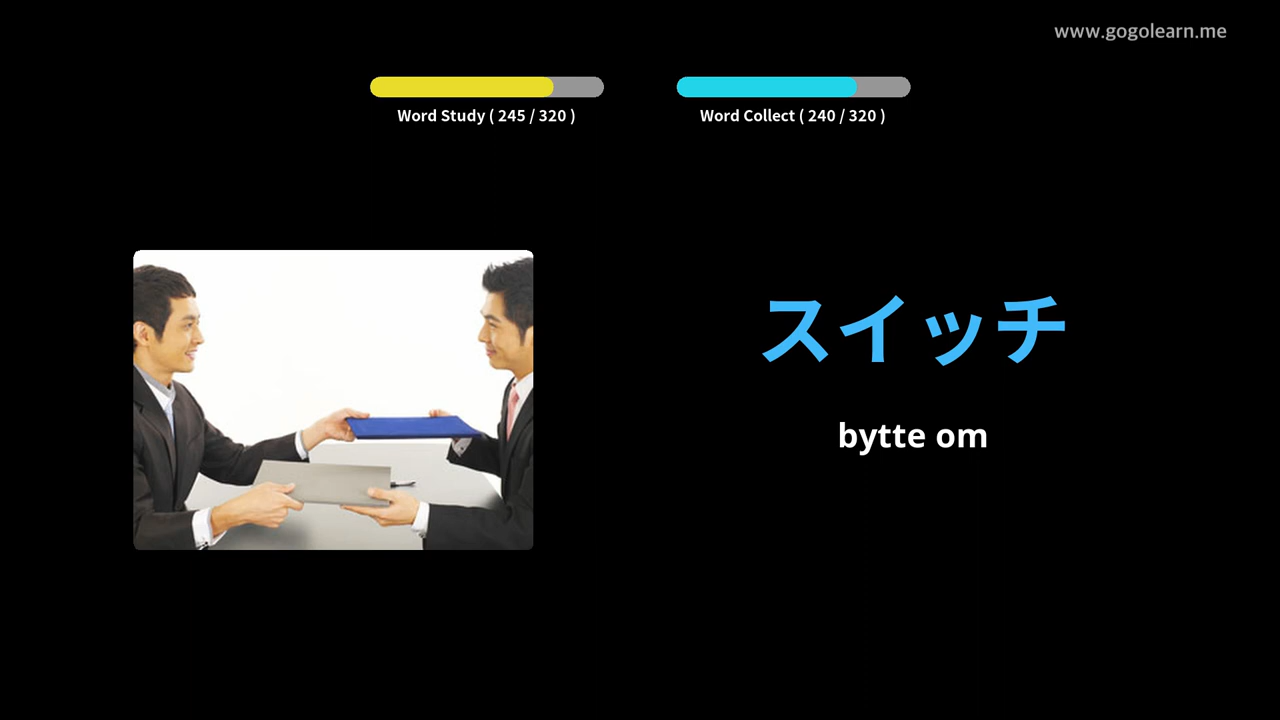 www.gogolearn.me
Word Study ( 245 / 320 )
Word Collect ( 240 / 320 )
スイッチ
bytte om